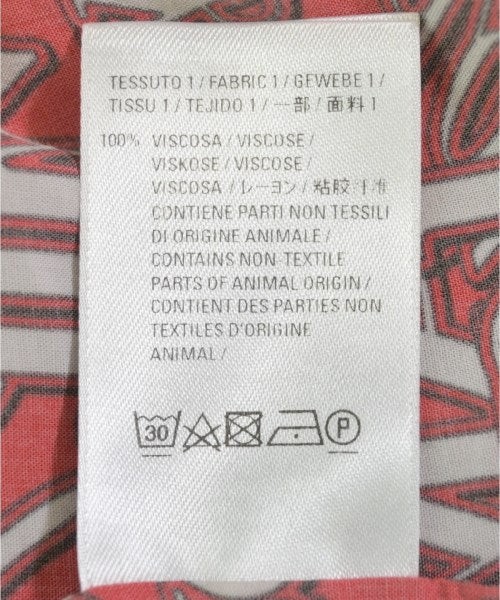 TESSUTO 1 / FABRIC 1 / GEWEBE 1 /
TISSU 1 / TEJIDO 1 / 一部 / 面料 1
100% VISCOSA / VISCOSE /
VISKOSE / VISCOSE /
VISCOSA / レーヨン / 粘胶纤维
CONTIENE PARTI NON TESSILI
DI ORIGINE ANIMALE /
CONTAINS NON-TEXTILE
PARTS OF ANIMAL ORIGIN /
CONTIENT DES PARTIES NON
TEXTILES D'ORIGINE
ANIMAL /
30 P